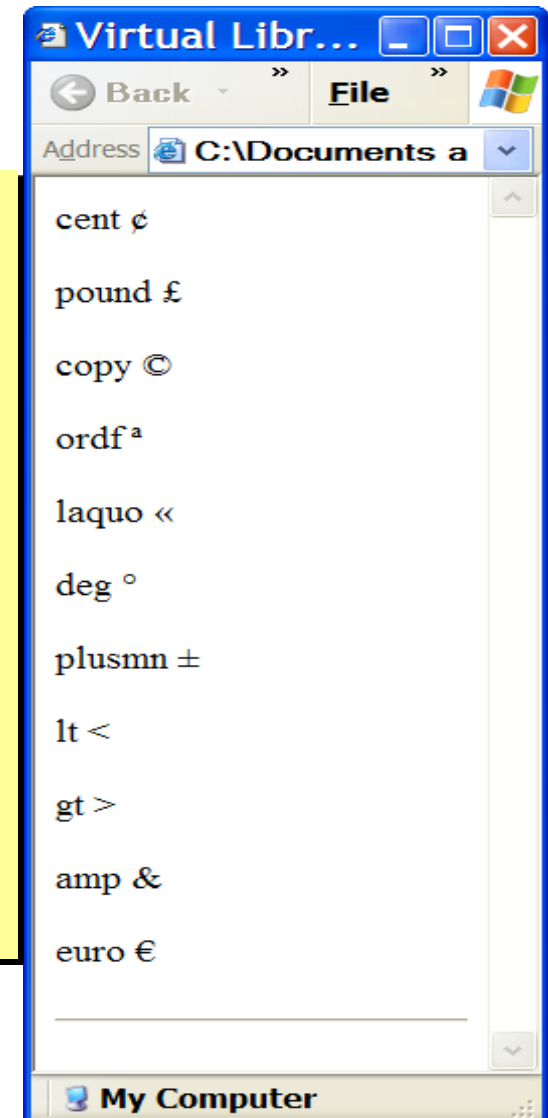 Virtual Libr...
Back » File »
Address C:\Documents a
cent ¢
pound £
copy ©
ordf ª
laquo «
deg °
plusmn ±
lt <
gt >
amp &
euro €
My Computer